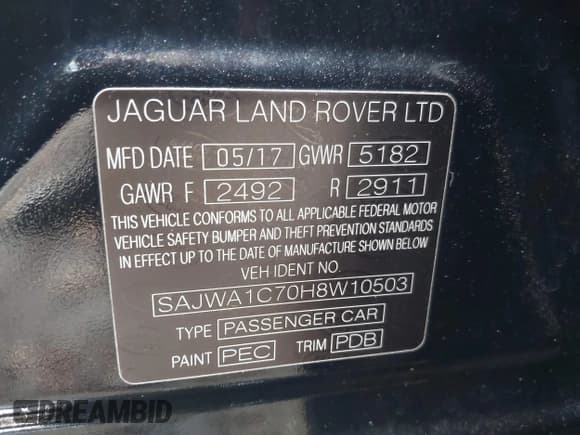 JAGUAR LAND ROVER LTD
MFD DATE 05/17 GVWR 5182
GAWR F 2492 R 2911
THIS VEHICLE CONFORMS TO ALL APPLICABLE FEDERAL MOTOR
VEHICLE SAFETY BUMPER AND THEFT PREVENTION STANDARDS
IN EFFECT UP TO THE DATE OF MANUFACTURE SHOWN BELOW
VEH IDENT NO.
SAJWA1C70H8W10503
TYPE PASSENGER CAR
PAINT PEC TRIM PDB
DREAMBID